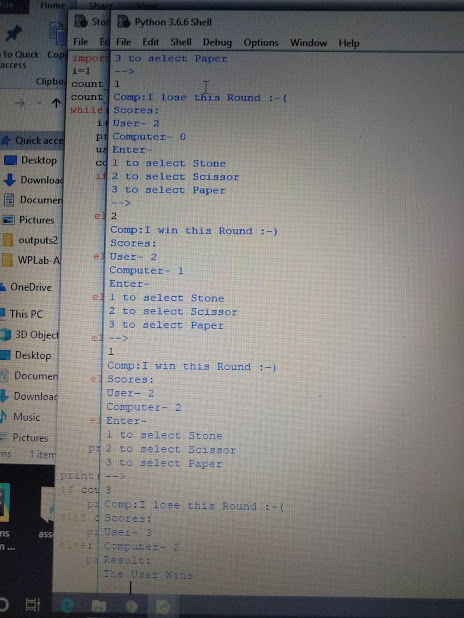 File
Home
Share
to Quick
access
Clipbo
Quick acce
Desktop
Downloa
Documen
Pictures
outputs2
WPLab-A
OneDrive
This PC
3D Object
Desktop
Documen
Downloa
Music
Pictures
1 item
File
import
i=1
count
count
while
print(
if cou
Python 3.6.6 Shell
File Edit Shell Debug Options Window Help
3 to select Paper
-->
1
Comp:I lose this Round :-(
Scores:
User- 2
Computer- 0
Enter-
1 to select Stone
2 to select Scissor
3 to select Paper
-->
2
Comp:I win this Round :-)
Scores:
User- 2
Computer- 1
Enter-
1 to select Stone
2 to select Scissor
3 to select Paper
-->
1
Comp:I win this Round :-)
Scores:
User- 2
Computer- 2
Enter-
1 to select Stone
2 to select Scissor
3 to select Paper
3
Comp:I lose this Round :-(
Scores:
User- 3
Computer- 2
Result:
The User Wins